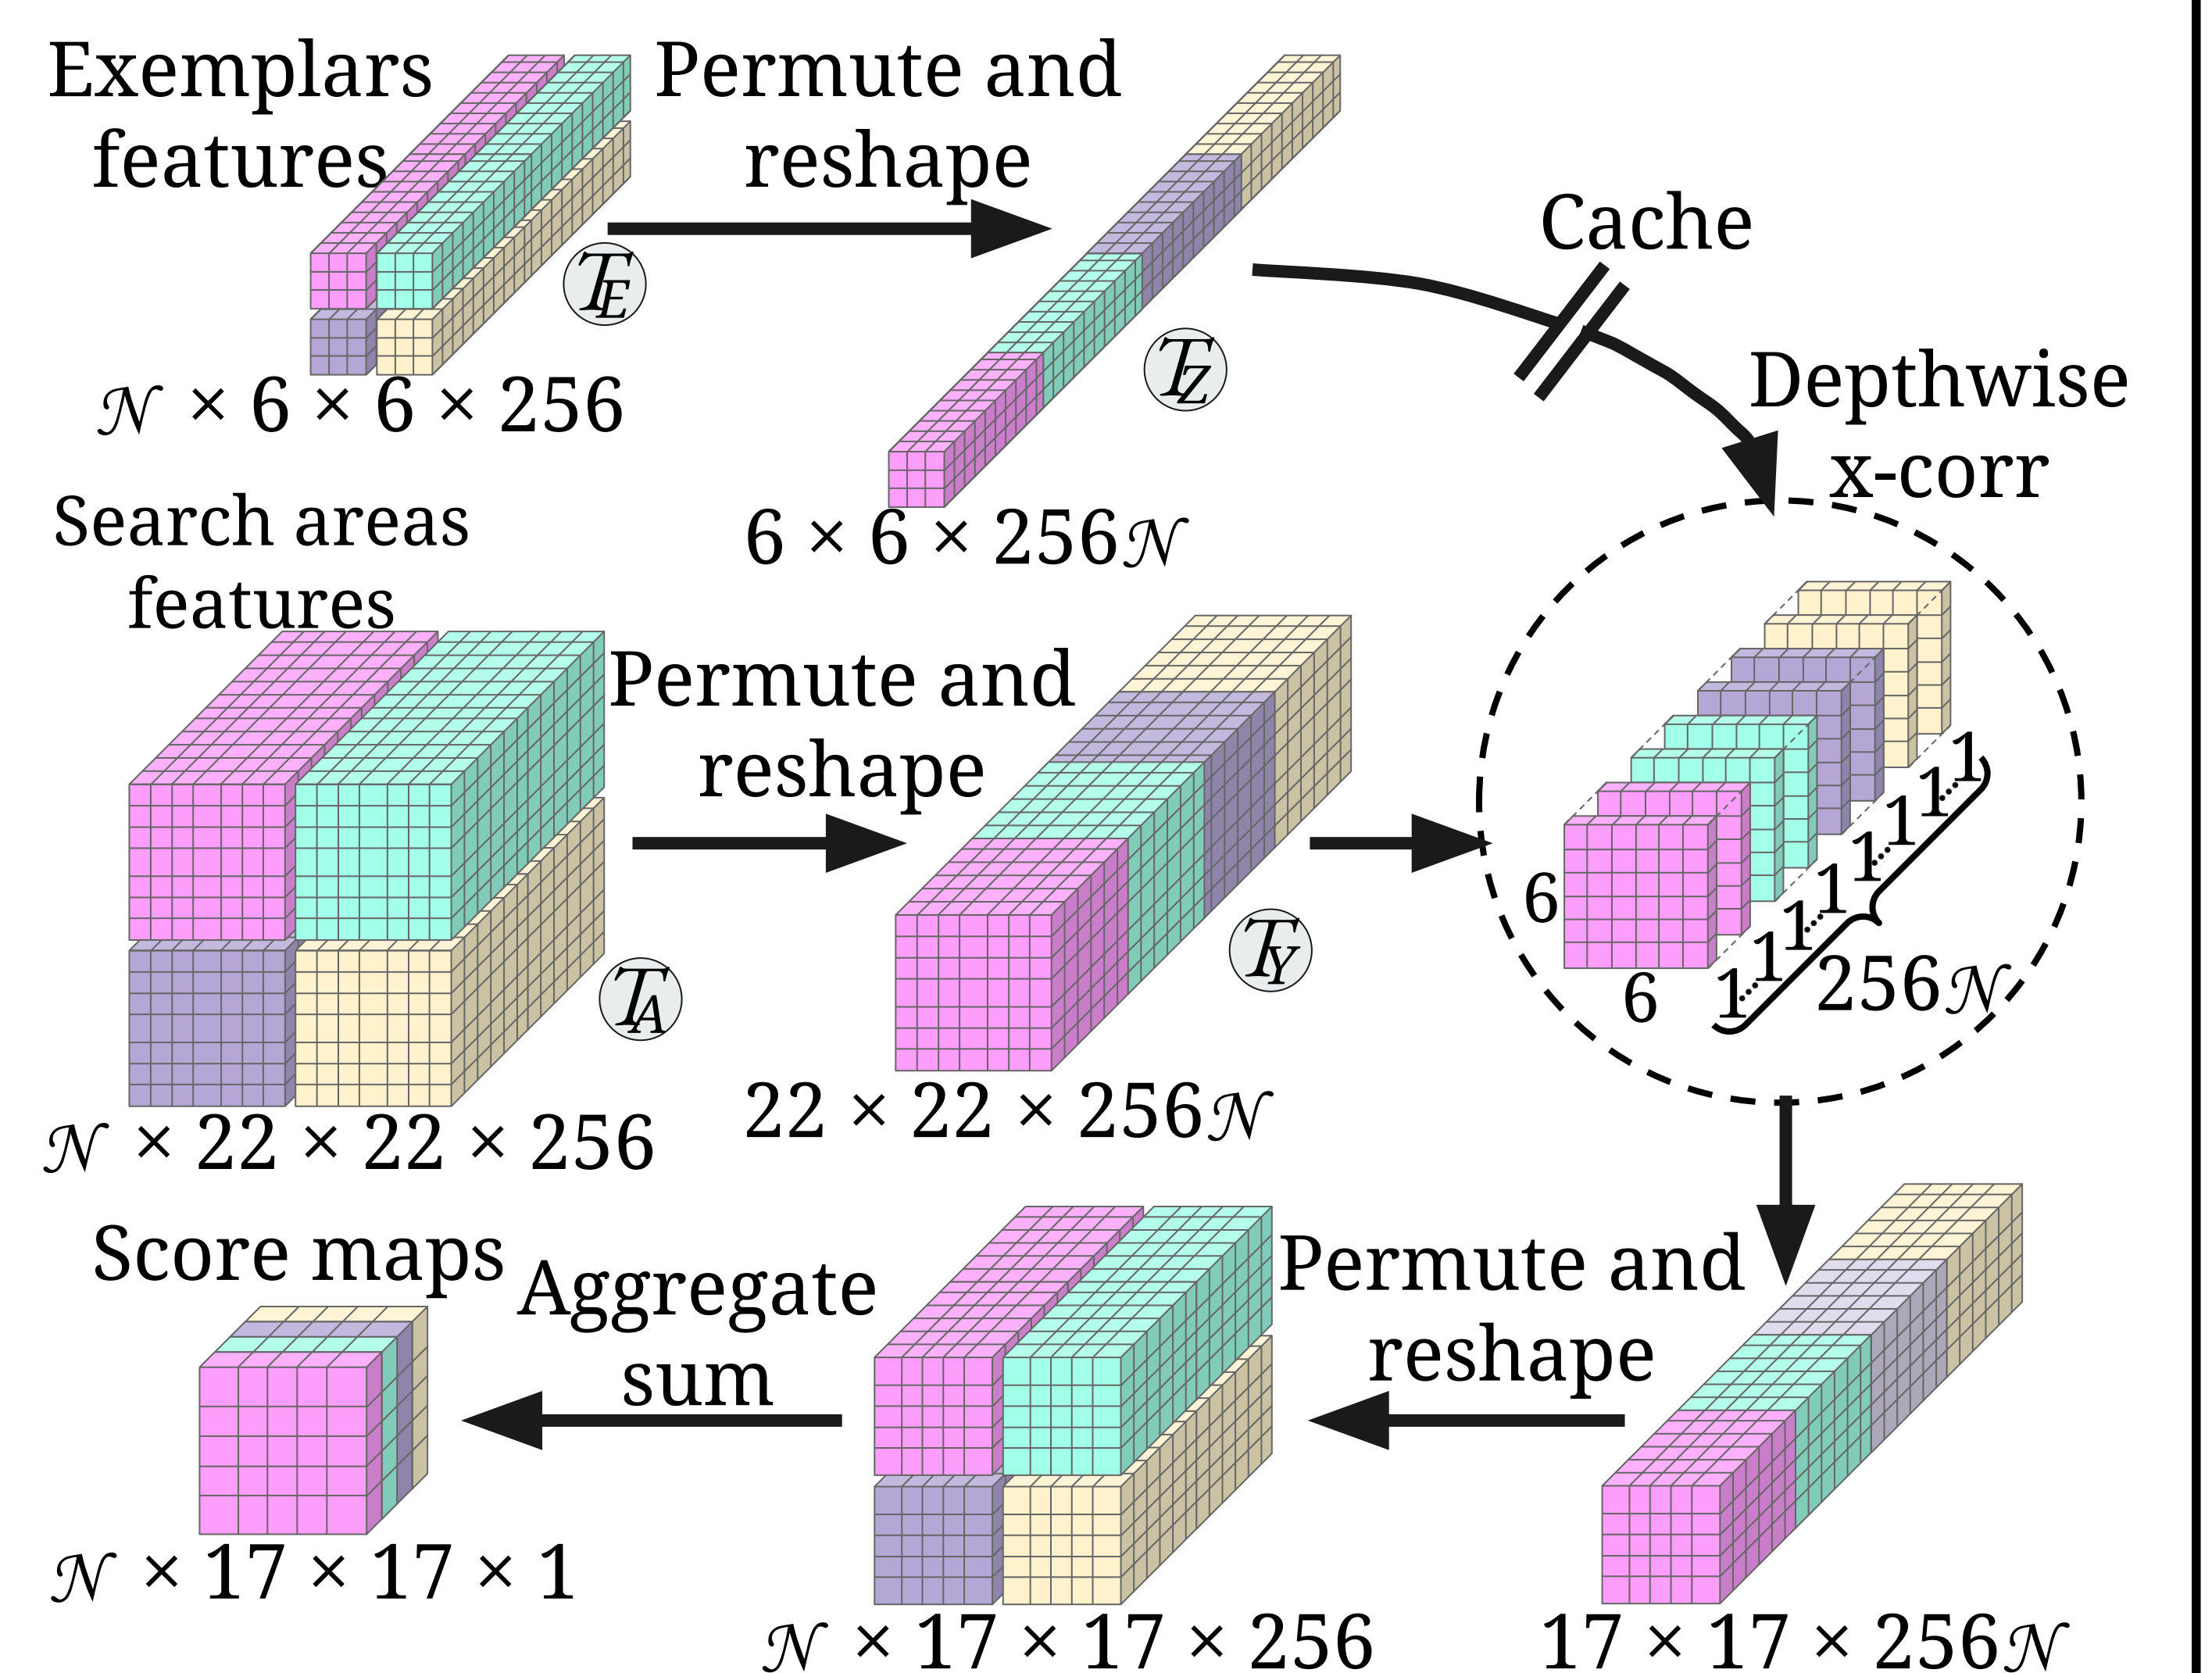 Exemplars
features
Permute and
reshape
Cache
T_E
𝒩 × 6 × 6 × 256
T_Z
6 × 6 × 256𝒩
Depthwise
x-corr
Search areas
features
Permute and
reshape
T_A
𝒩 × 22 × 22 × 256
T_Y
22 × 22 × 256𝒩
6
6
1
1
1
1
1
1
1
1
256𝒩
Score maps
Aggregate
sum
Permute and
reshape
𝒩 × 17 × 17 × 1
𝒩 × 17 × 17 × 256
17 × 17 × 256𝒩